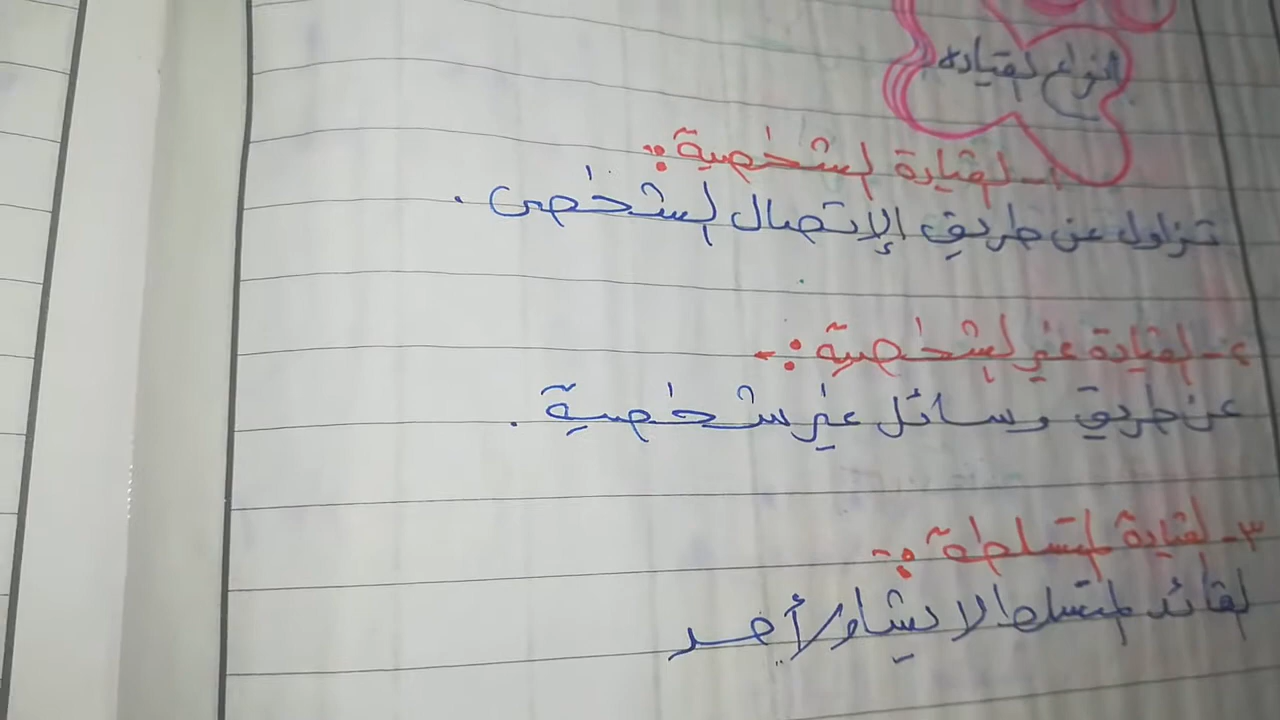 أنواع القيادة
١- القيادة الشخصية :-
تزاول عن طريق الإتصال الشخصى .
٢- القيادة غير الشخصية :-
عن طريق وسائل غير شخصية .
٣- القيادة المتسلطة :-
القائد المتسلط لا يشاور أحد